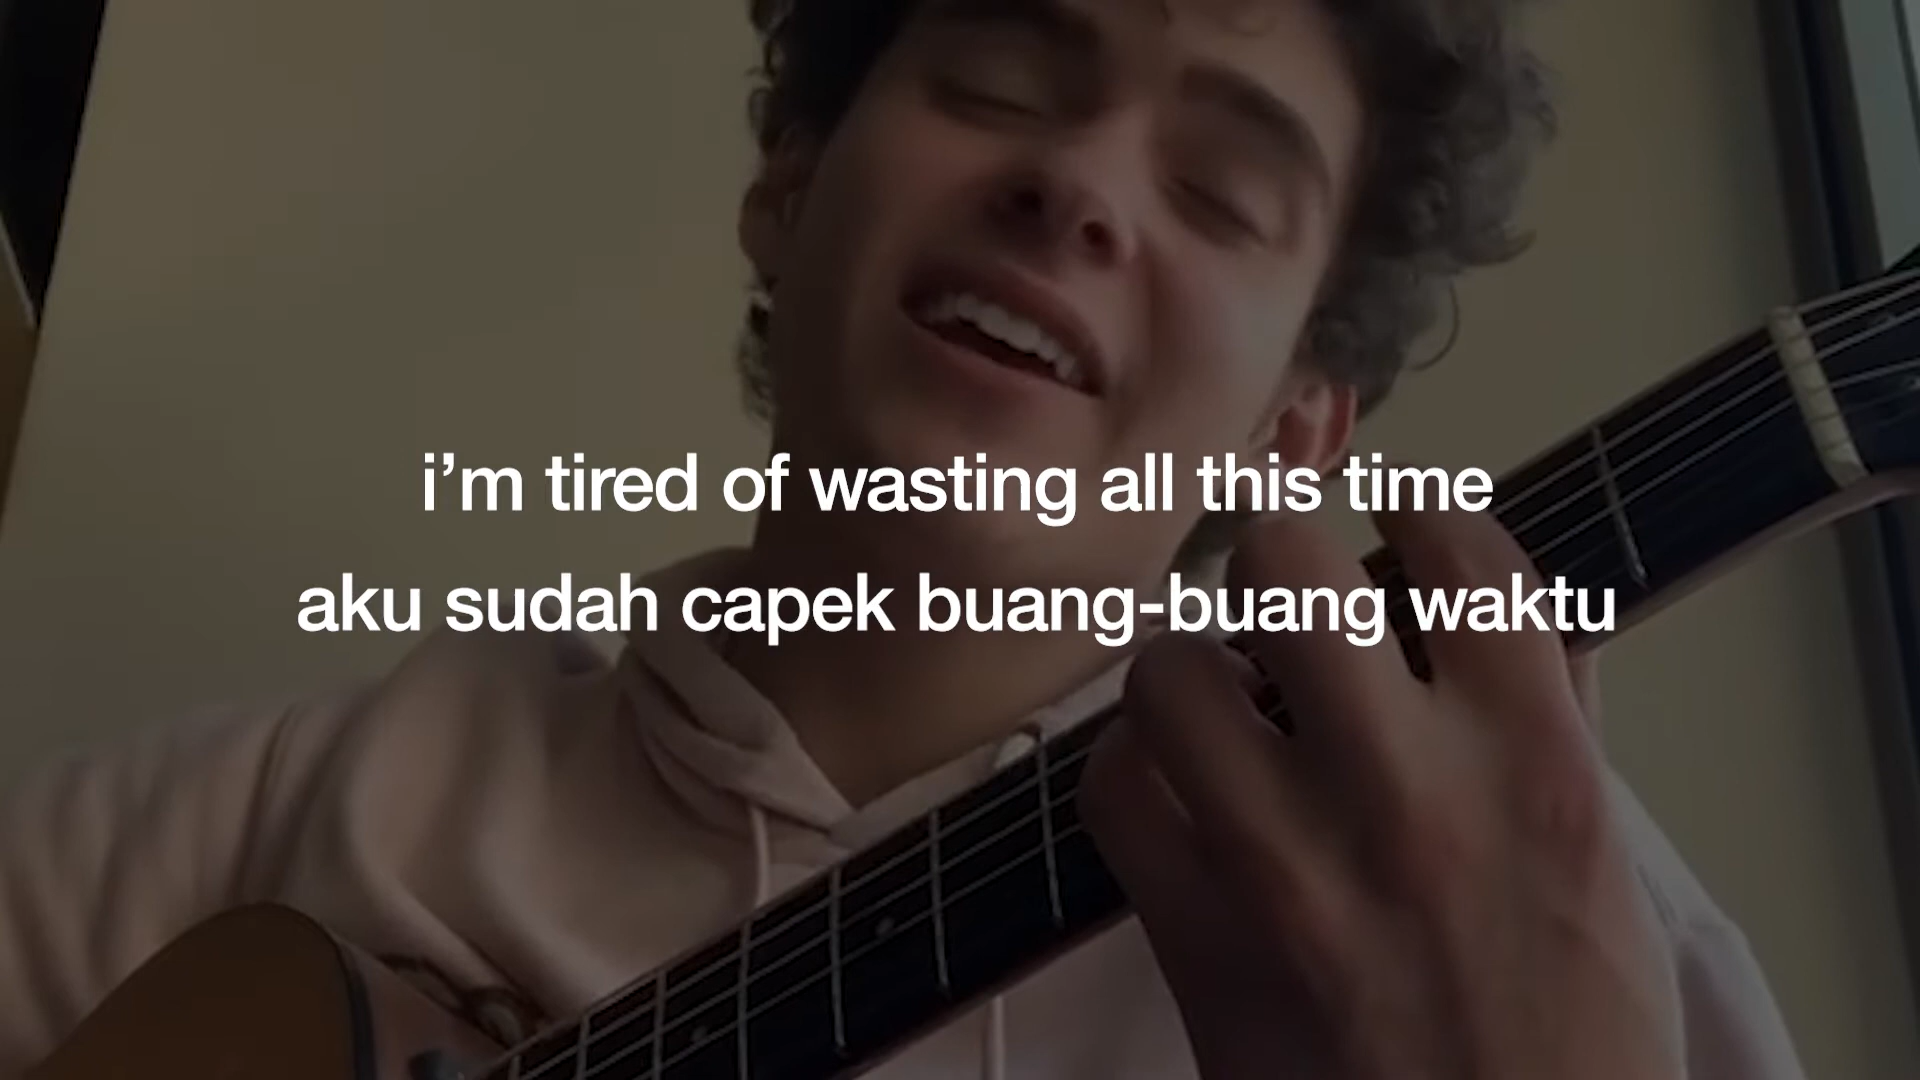 i’m tired of wasting all this time
aku sudah capek buang-buang waktu